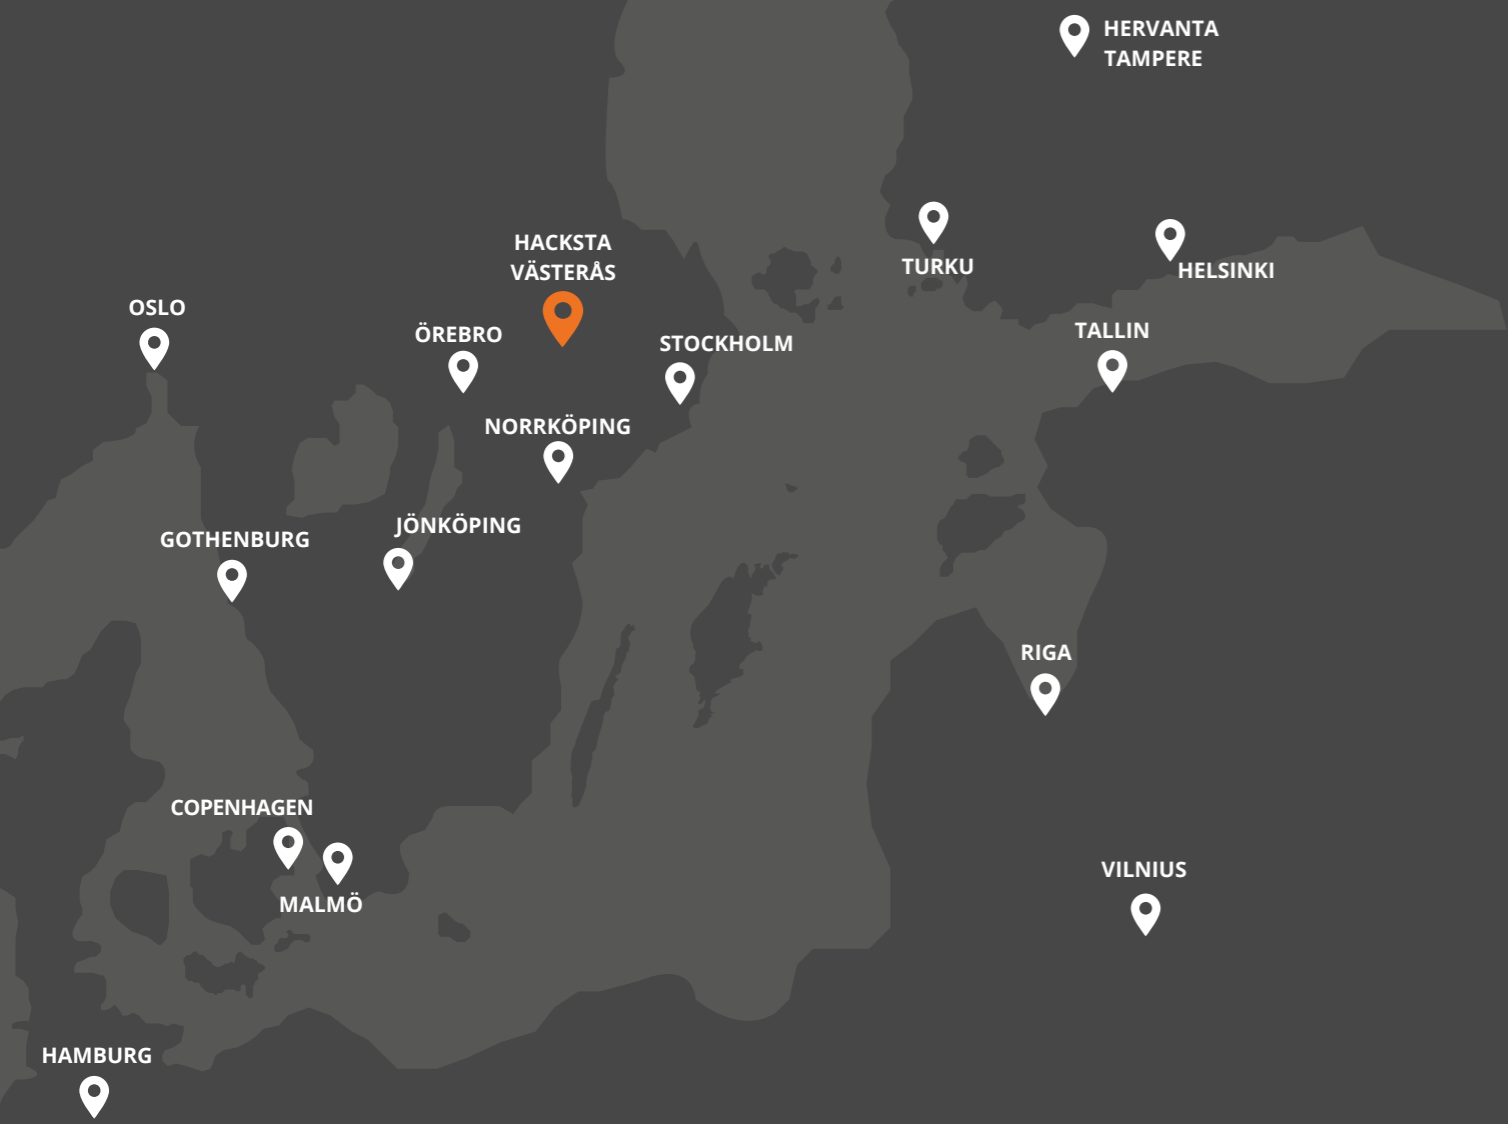 HERVANTA
TAMPERE
HACKSTA
VÄSTERÅS
TURKU
HELSINKI
OSLO
ÖREBRO
STOCKHOLM
TALLIN
NORRKÖPING
JÖNKÖPING
GOTHENBURG
RIGA
COPENHAGEN
MALMÖ
VILNIUS
HAMBURG